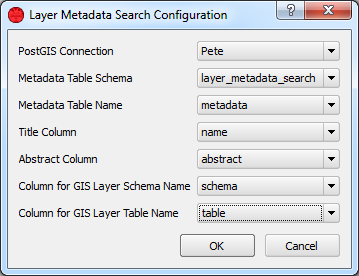 Layer Metadata Search Configuration
PostGIS Connection Pete
Metadata Table Schema layer_metadata_search
Metadata Table Name metadata
Title Column name
Abstract Column abstract
Column for GIS Layer Schema Name schema
Column for GIS Layer Table Name table
OK Cancel